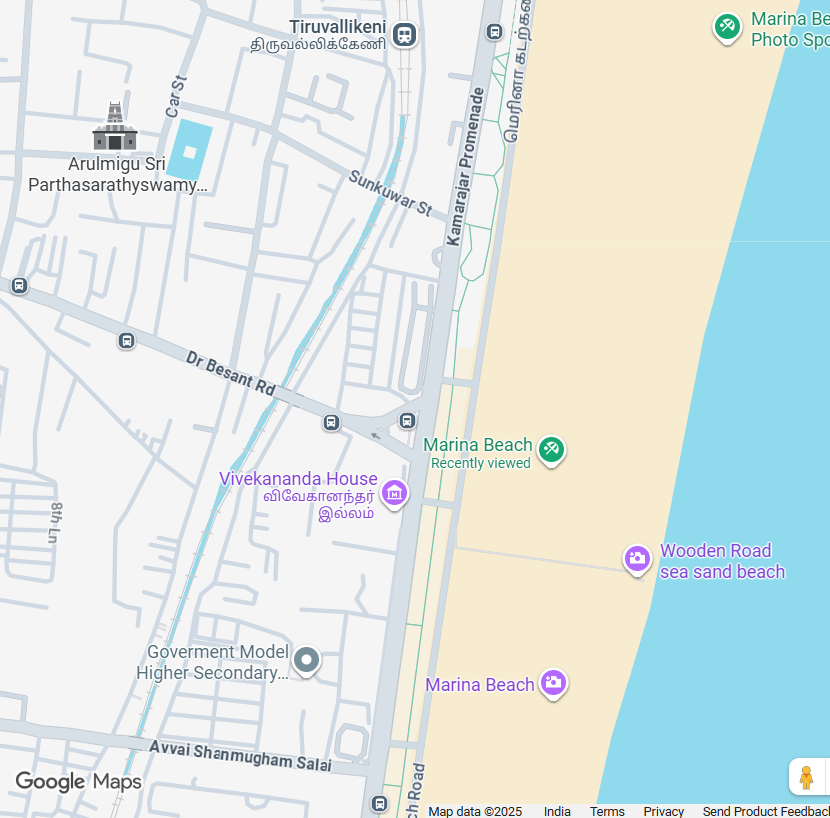 Tiruvallikeni
திருவல்லிக்கேணி
Marina Be
Photo Spo
Car St
மெரினா கடற்கரை
Kamarajar Promenade
Arulmigu Sri
Parthasarathyswamy...
Sunkuwar St
Dr Besant Rd
Marina Beach
Recently viewed
Vivekananda House
விவேகானந்தர்
இல்லம்
8th Ln
Wooden Road
sea sand beach
Goverment Model
Higher Secondary...
Marina Beach
Avvai Shanmugham Salai
ch Road
Google Maps
Map data ©2025 India Terms Privacy Send Product Feedback